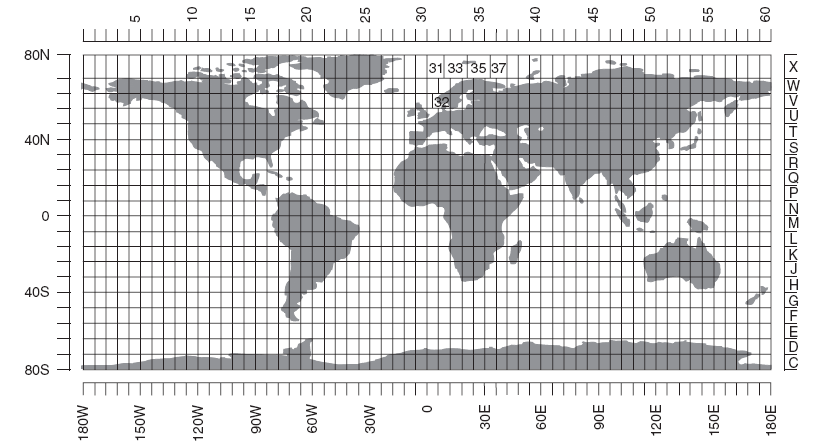 5 10 15 20 25 30 35 40 45 50 55 60
80N
40N
0
40S
80S
31 33 35 37
32
X
W
V
U
T
S
R
Q
P
N
M
L
K
J
H
G
F
E
D
C
180W 150W 120W 90W 60W 30W 0 30E 60E 90E 120E 150E 180E